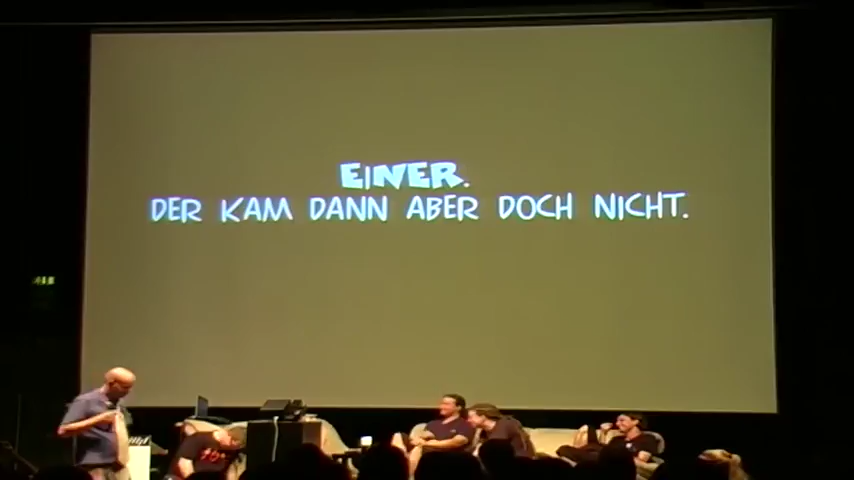 EINER.
DER KAM DANN ABER DOCH NICHT.